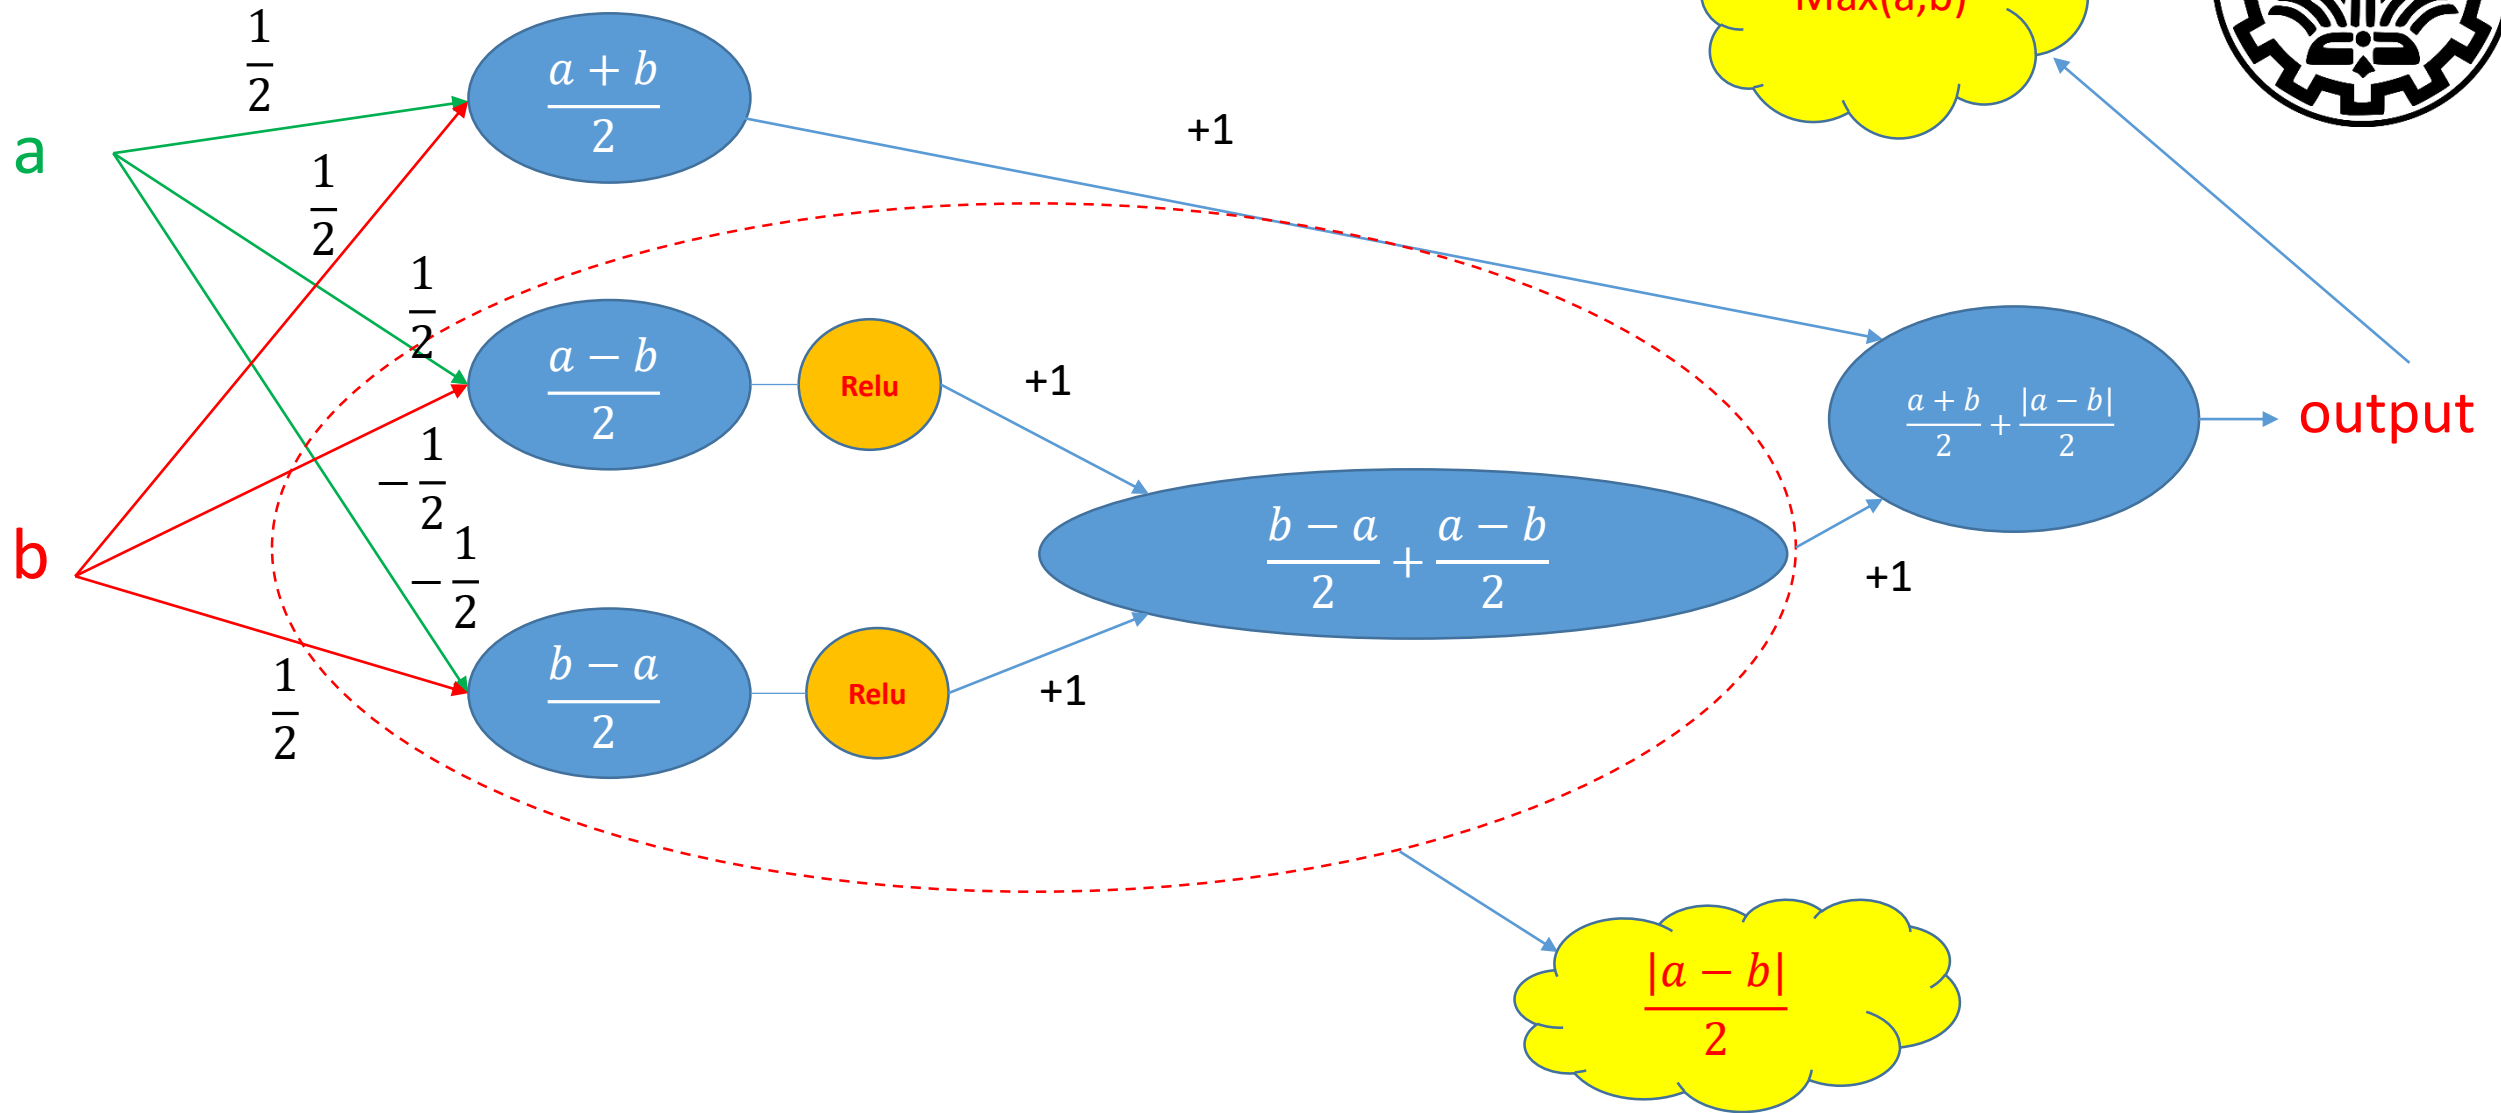 Max(a,b)
1/2
(a + b)/2
+1
a
1/2
1/2
(a − b)/2
Relu
+1
(a + b)/2 + |a − b|/2
output
−1/2
b
−1/2
(b − a)/2 + (a − b)/2
+1
1/2
(b − a)/2
Relu
+1
|a − b|/2